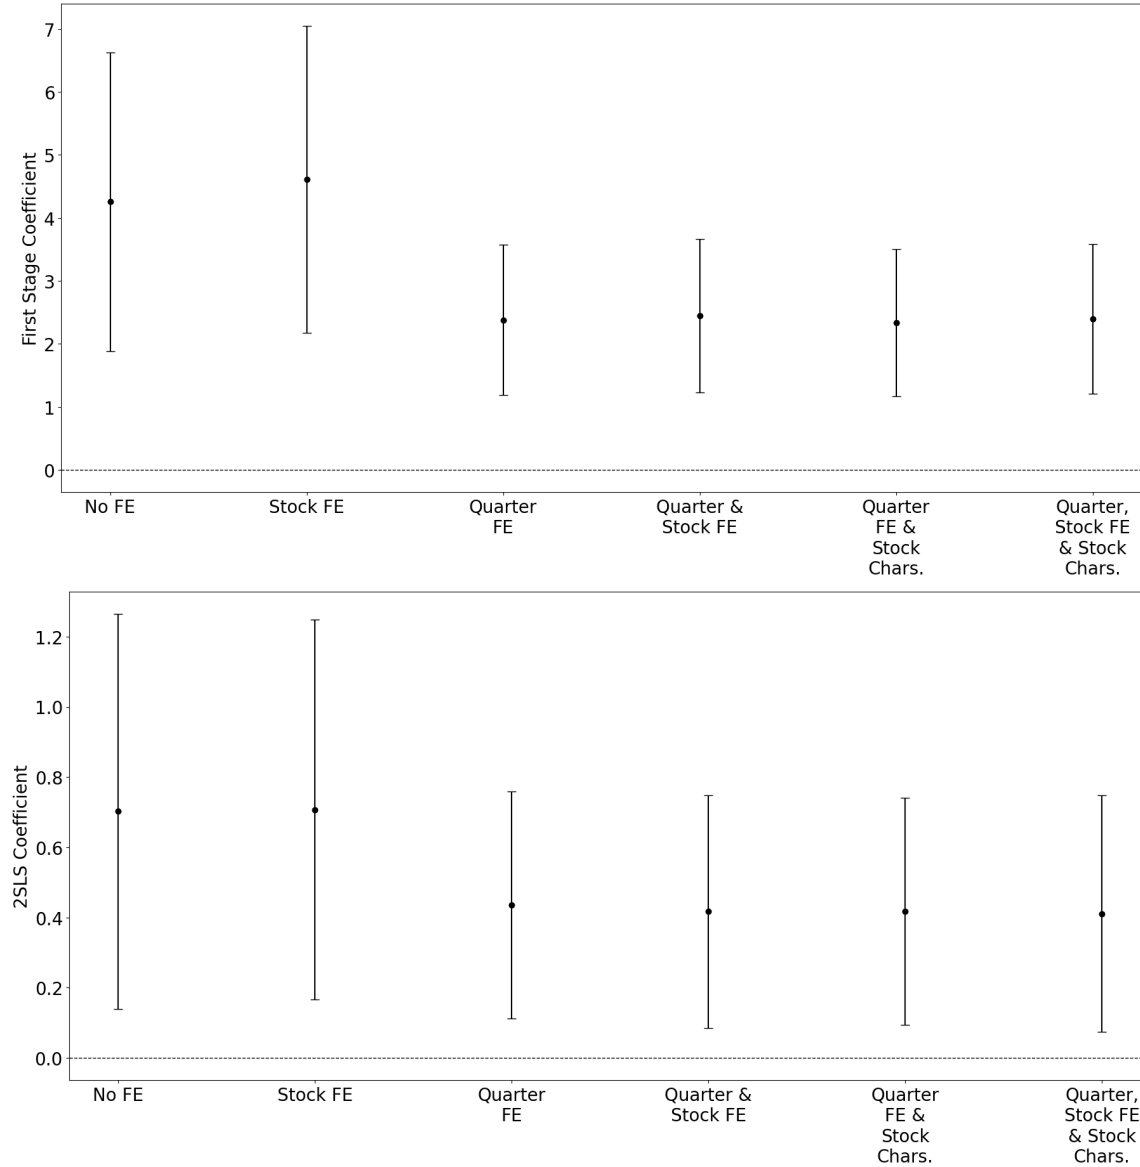 First Stage Coefficient
7
6
5
4
3
2
1
0
No FE
Stock FE
Quarter
FE
Quarter &
Stock FE
Quarter
FE &
Stock
Chars.
Quarter,
Stock FE
& Stock
Chars.
2SLS Coefficient
1.2
1.0
0.8
0.6
0.4
0.2
0.0
No FE
Stock FE
Quarter
FE
Quarter &
Stock FE
Quarter
FE &
Stock
Chars.
Quarter,
Stock FE
& Stock
Chars.